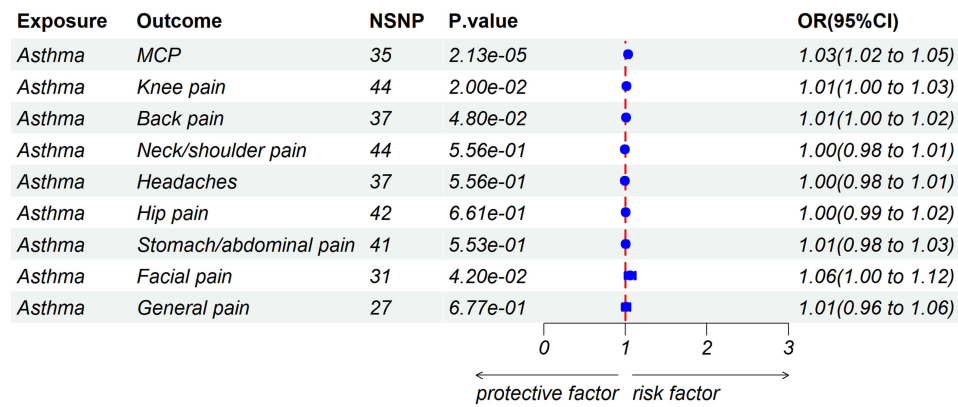 Exposure Outcome NSNP P.value OR(95%CI)
Asthma MCP 35 2.13e-05 1.03(1.02 to 1.05)
Asthma Knee pain 44 2.00e-02 1.01(1.00 to 1.03)
Asthma Back pain 37 4.80e-02 1.01(1.00 to 1.02)
Asthma Neck/shoulder pain 44 5.56e-01 1.00(0.98 to 1.01)
Asthma Headaches 37 5.56e-01 1.00(0.98 to 1.01)
Asthma Hip pain 42 6.61e-01 1.00(0.99 to 1.02)
Asthma Stomach/abdominal pain 41 5.53e-01 1.01(0.98 to 1.03)
Asthma Facial pain 31 4.20e-02 1.06(1.00 to 1.12)
Asthma General pain 27 6.77e-01 1.01(0.96 to 1.06)
0 1 2 3
protective factor risk factor